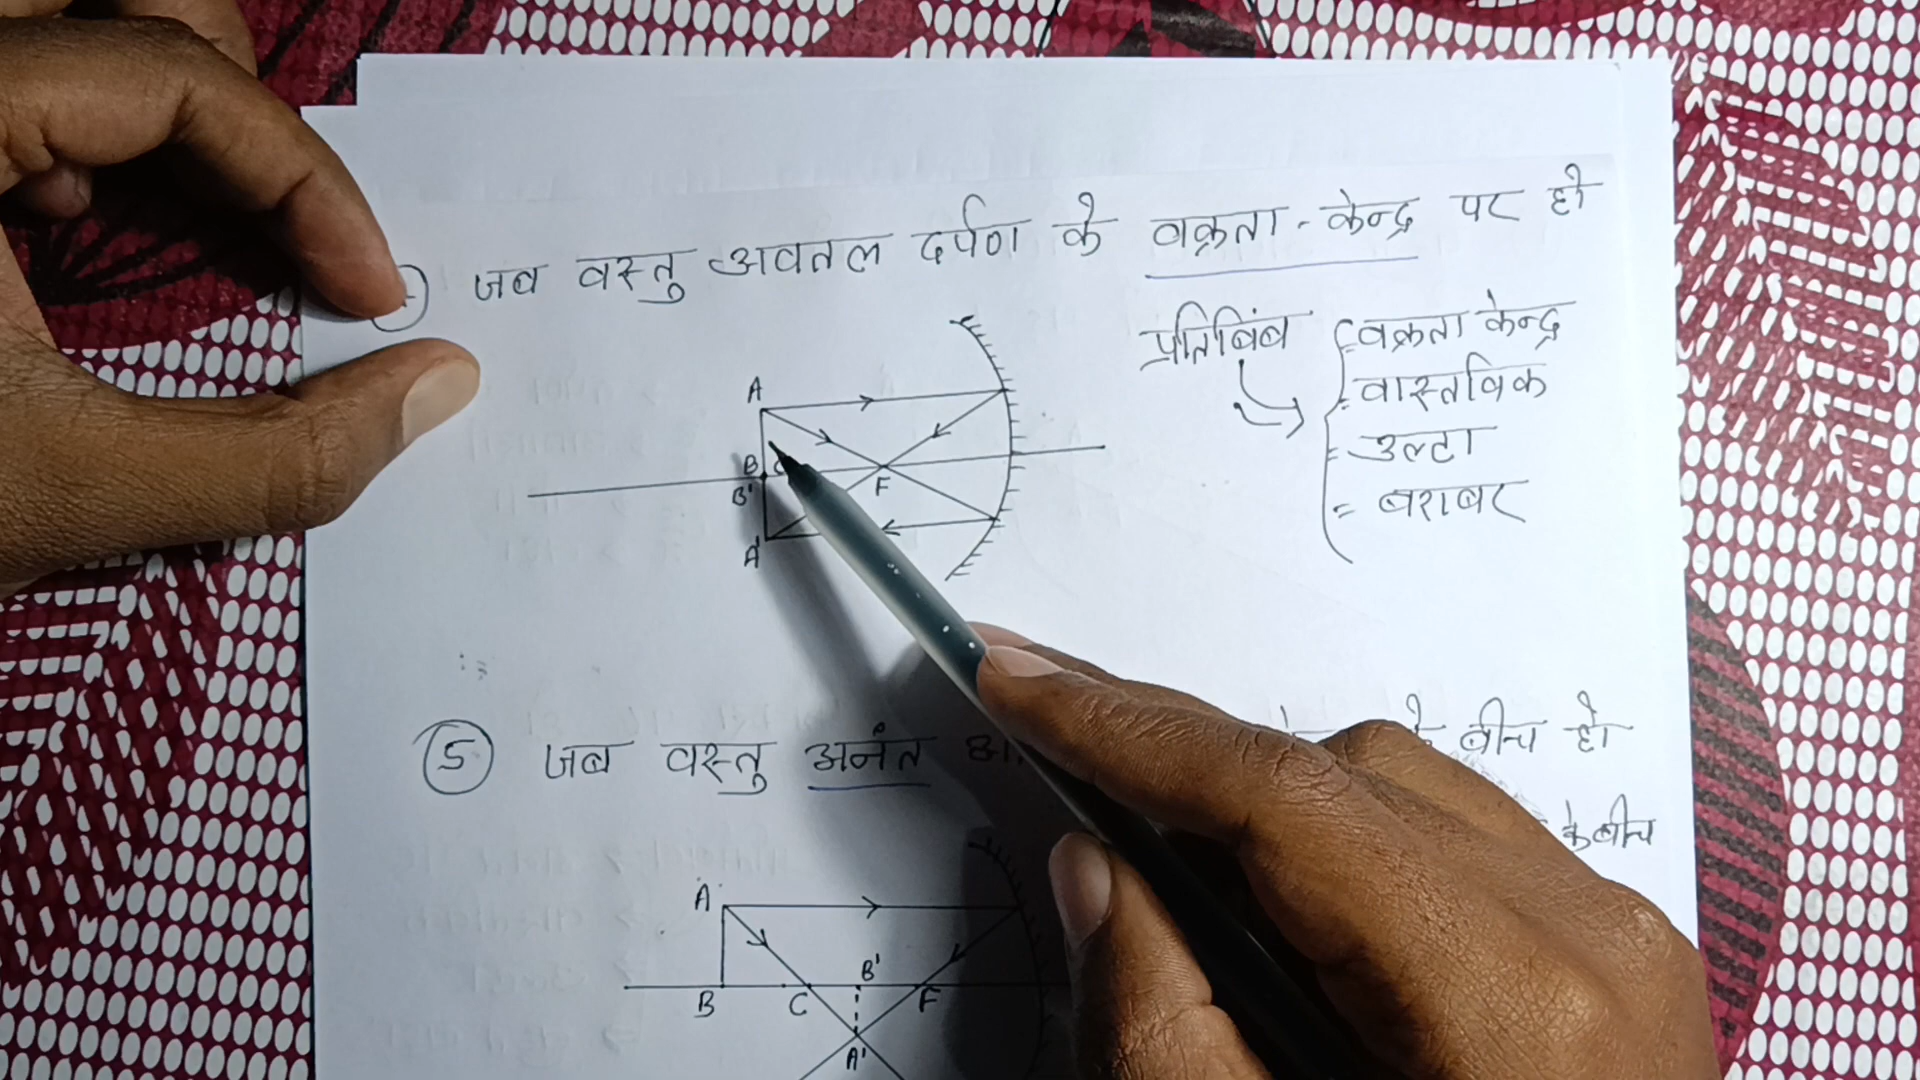 जब वस्तु अवतल दर्पण के वक्रता-केन्द्र पर हो
प्रतिबिंब
= वक्रता केन्द्र
= वास्तविक
= उल्टा
= बराबर
A
B
B'
F
A'
5 जब वस्तु अनंत
के बीच हो
के बीच
A
B'
B C F
A'